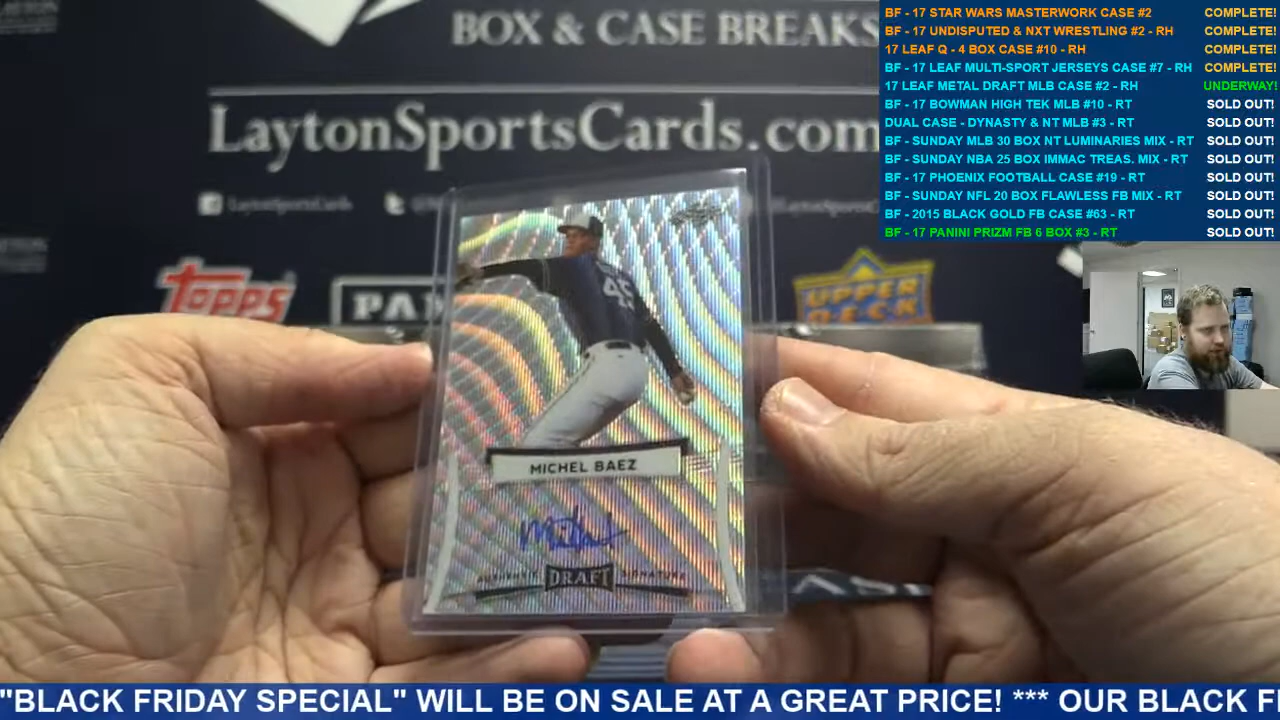 BOX & CASE BREAKS
LaytonSportsCards.com
LaytonSportsCards
topps
PAN
UPPER
DECK
45
MICHEL BAEZ
AUTHENTIC DRAFT SIGNATURE
BF - 17 STAR WARS MASTERWORK CASE #2 COMPLETE!
BF - 17 UNDISPUTED & NXT WRESTLING #2 - RH COMPLETE!
17 LEAF Q - 4 BOX CASE #10 - RH COMPLETE!
BF - 17 LEAF MULTI-SPORT JERSEYS CASE #7 - RH COMPLETE!
17 LEAF METAL DRAFT MLB CASE #2 - RH UNDERWAY!
BF - 17 BOWMAN HIGH TEK MLB #10 - RT SOLD OUT!
DUAL CASE - DYNASTY & NT MLB #3 - RT SOLD OUT!
BF - SUNDAY MLB 30 BOX NT LUMINARIES MIX - RT SOLD OUT!
BF - SUNDAY NBA 25 BOX IMMAC TREAS. MIX - RT SOLD OUT!
BF - 17 PHOENIX FOOTBALL CASE #19 - RT SOLD OUT!
BF - SUNDAY NFL 20 BOX FLAWLESS FB MIX - RT SOLD OUT!
BF - 2015 BLACK GOLD FB CASE #63 - RT SOLD OUT!
BF - 17 PANINI PRIZM FB 6 BOX #3 - RT SOLD OUT!
"BLACK FRIDAY SPECIAL" WILL BE ON SALE AT A GREAT PRICE! *** OUR BLACK F